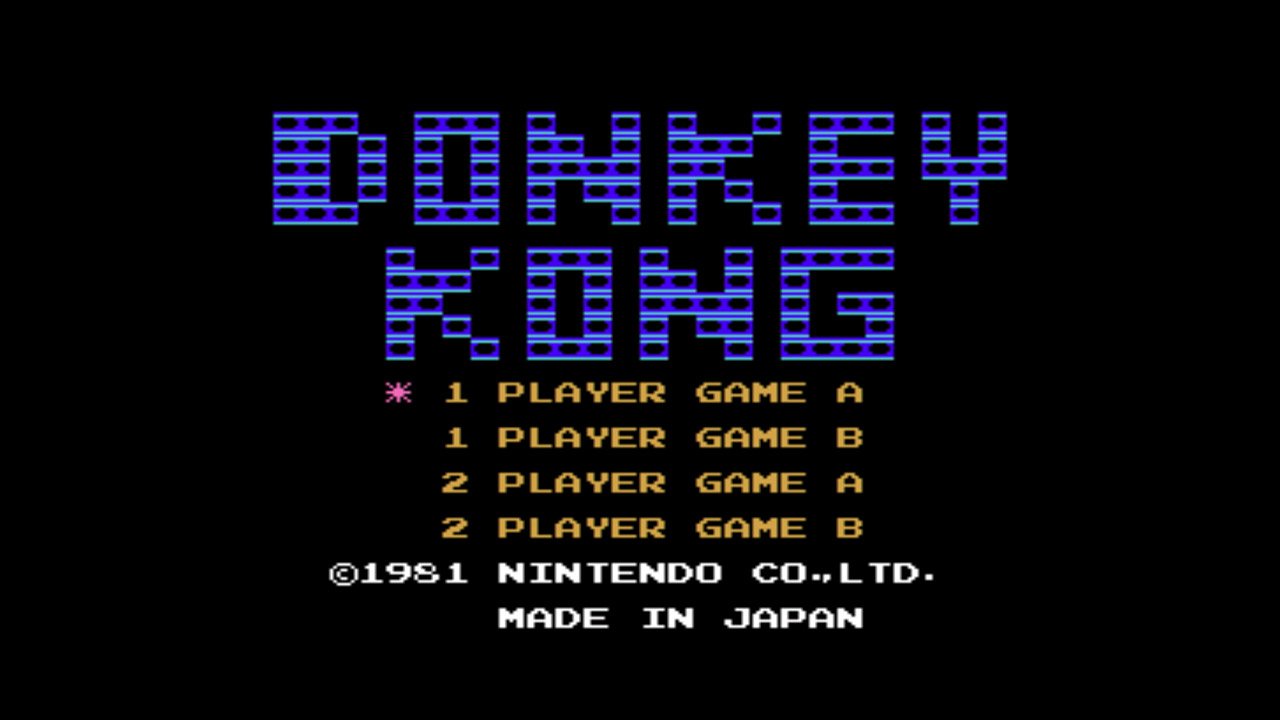 DONKEY
KONG
* 1 PLAYER GAME A
1 PLAYER GAME B
2 PLAYER GAME A
2 PLAYER GAME B
©1981 NINTENDO CO.,LTD.
MADE IN JAPAN